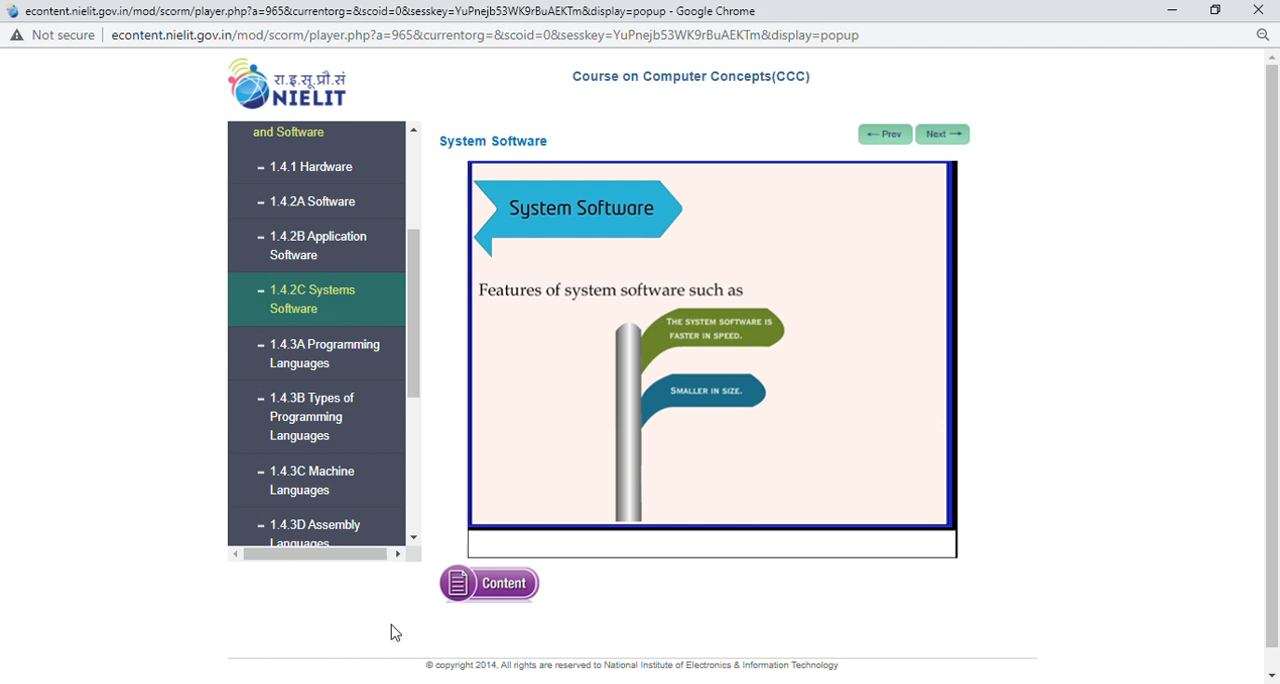 econtent.nielit.gov.in/mod/scorm/player.php?a=965&currentorg=&scoid=0&sesskey=YuPnejb53WK9rBuAEKTm&display=popup - Google Chrome
Not secure econtent.nielit.gov.in/mod/scorm/player.php?a=965&currentorg=&scoid=0&sesskey=YuPnejb53WK9rBuAEKTm&display=popup
रा.इ.सू.प्रौ.सं
NIELIT
Course on Computer Concepts(CCC)
and Software
1.4.1 Hardware
1.4.2A Software
1.4.2B Application
Software
1.4.2C Systems
Software
1.4.3A Programming
Languages
1.4.3B Types of
Programming
Languages
1.4.3C Machine
Languages
1.4.3D Assembly
Languages
System Software
← Prev Next →
System Software
Features of system software such as
THE SYSTEM SOFTWARE IS
FASTER IN SPEED.
SMALLER IN SIZE.
Content
© copyright 2014, All rights are reserved to National Institute of Electronics & Information Technology